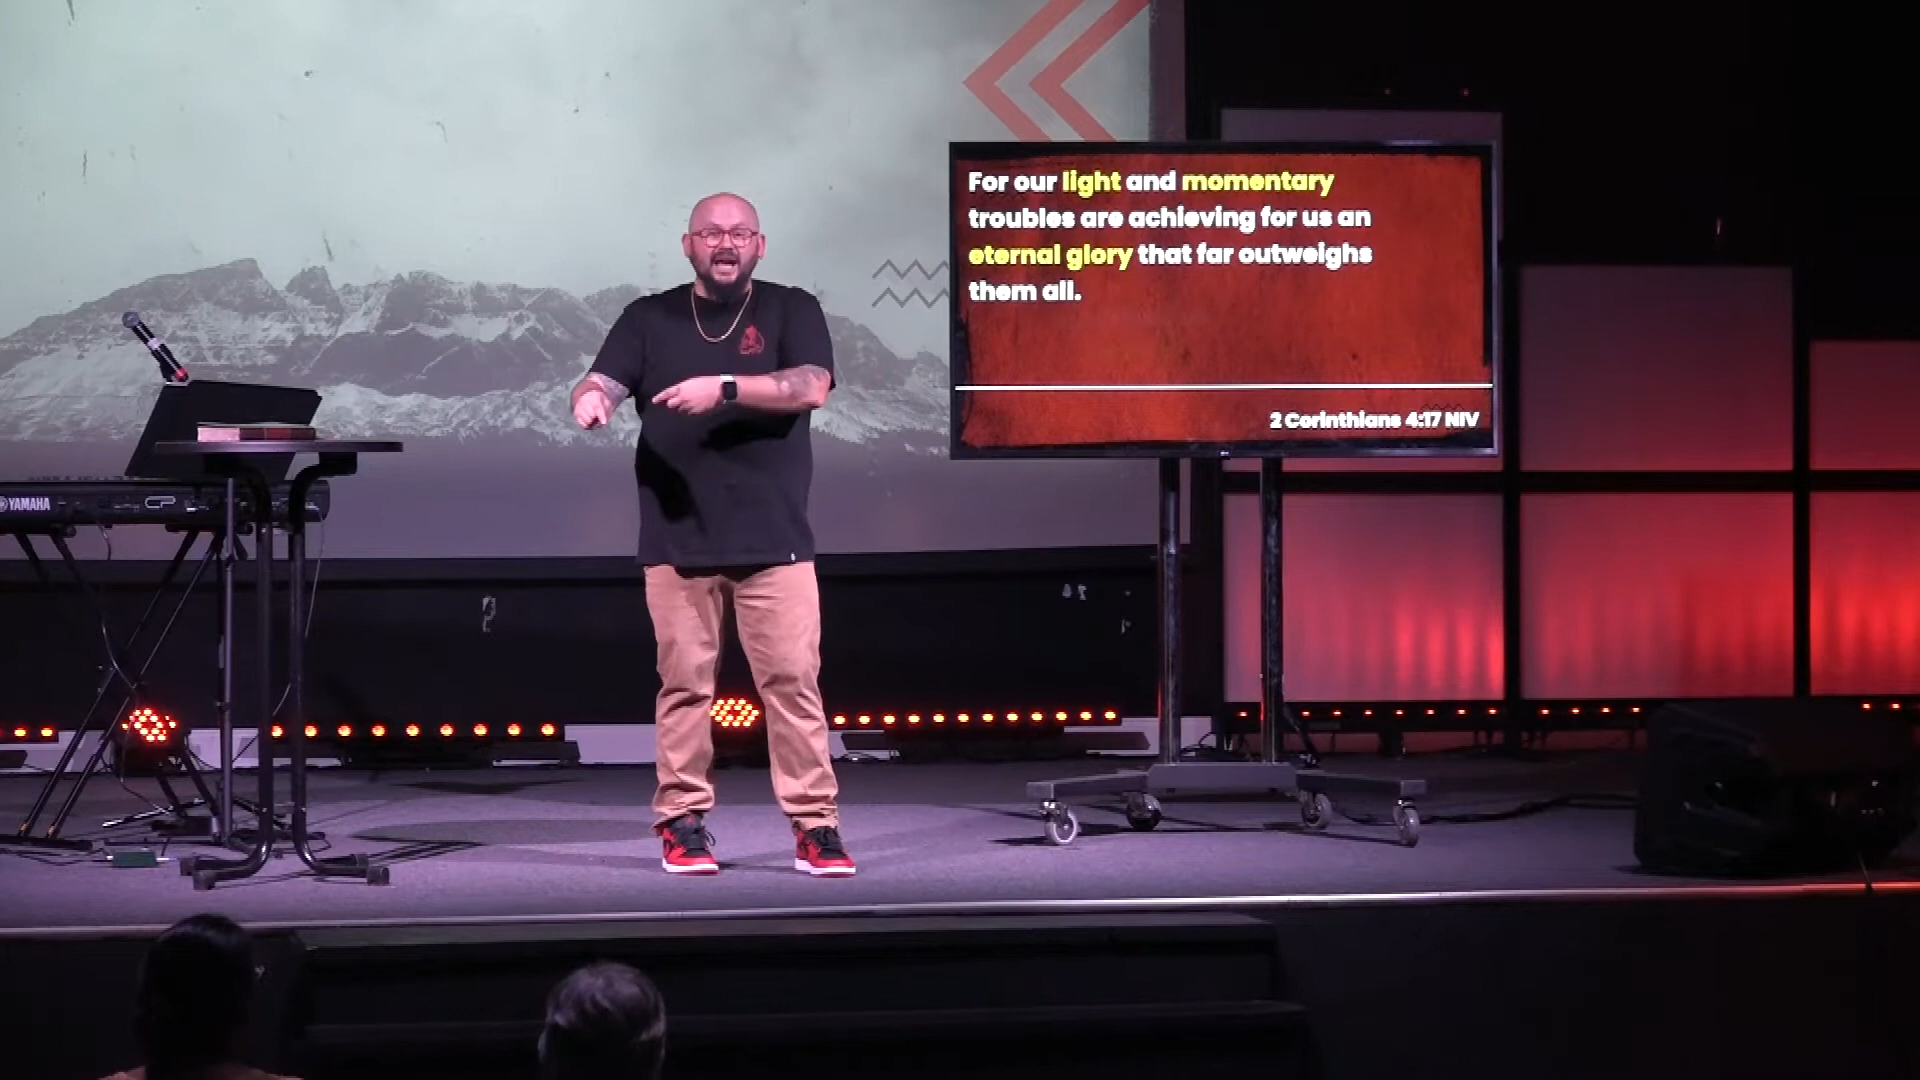 For our light and momentary
troubles are achieving for us an
eternal glory that far outweighs
them all.
2 Corinthians 4:17 NIV
YAMAHA
CP